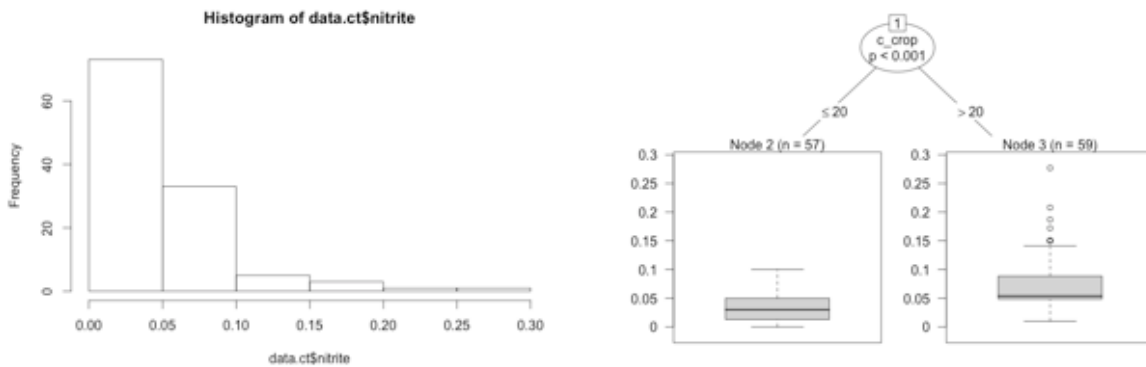 Histogram of data.ct$nitrite
Frequency
0
20
40
60
0.00 0.05 0.10 0.15 0.20 0.25 0.30
data.ct$nitrite
1
c_crop
p < 0.001
≤ 20 > 20
Node 2 (n = 57)
0.3
0.25
0.2
0.15
0.1
0.05
0
Node 3 (n = 59)
0.3
0.25
0.2
0.15
0.1
0.05
0